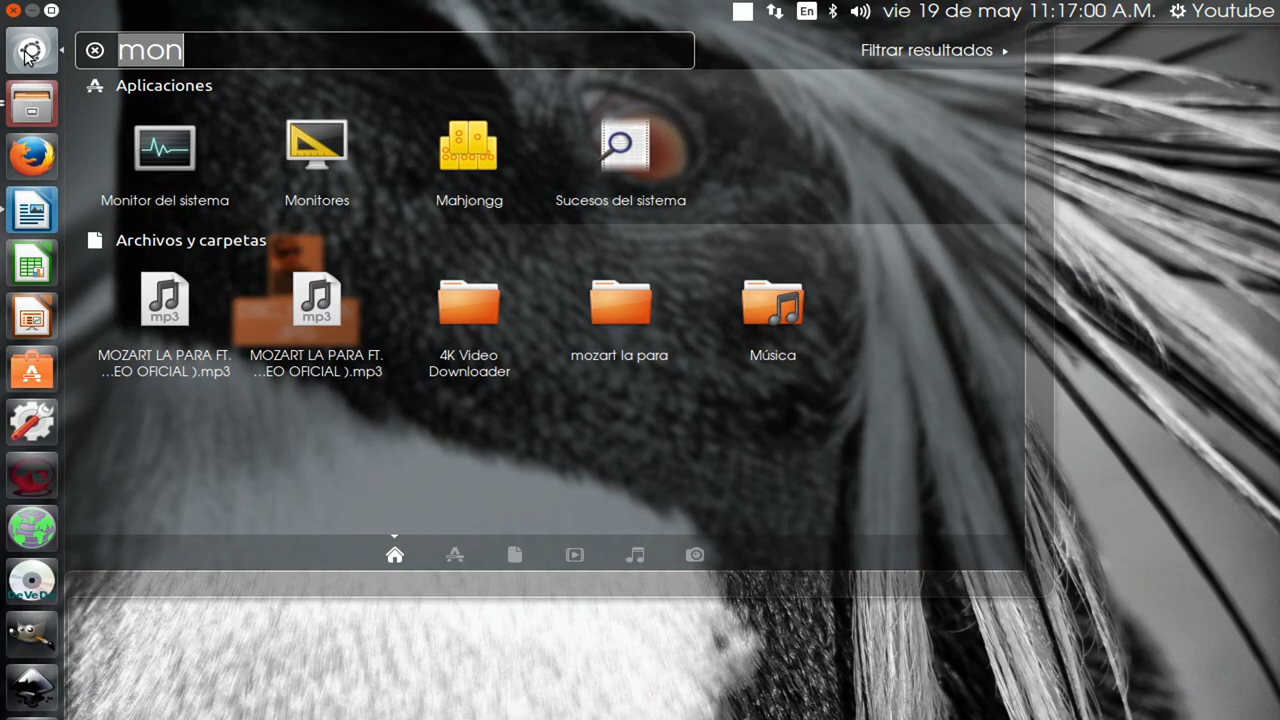 En
vie 19 de may 11:17:00 A.M.
Youtube
mon
Filtrar resultados
Aplicaciones
Monitor del sistema
Monitores
Mahjongg
Sucesos del sistema
Archivos y carpetas
mp3
mp3
MOZART LA PARA FT.
...EO OFICIAL ).mp3
MOZART LA PARA FT.
...EO OFICIAL ).mp3
4K Video
Downloader
mozart la para
Música
DeVeDe